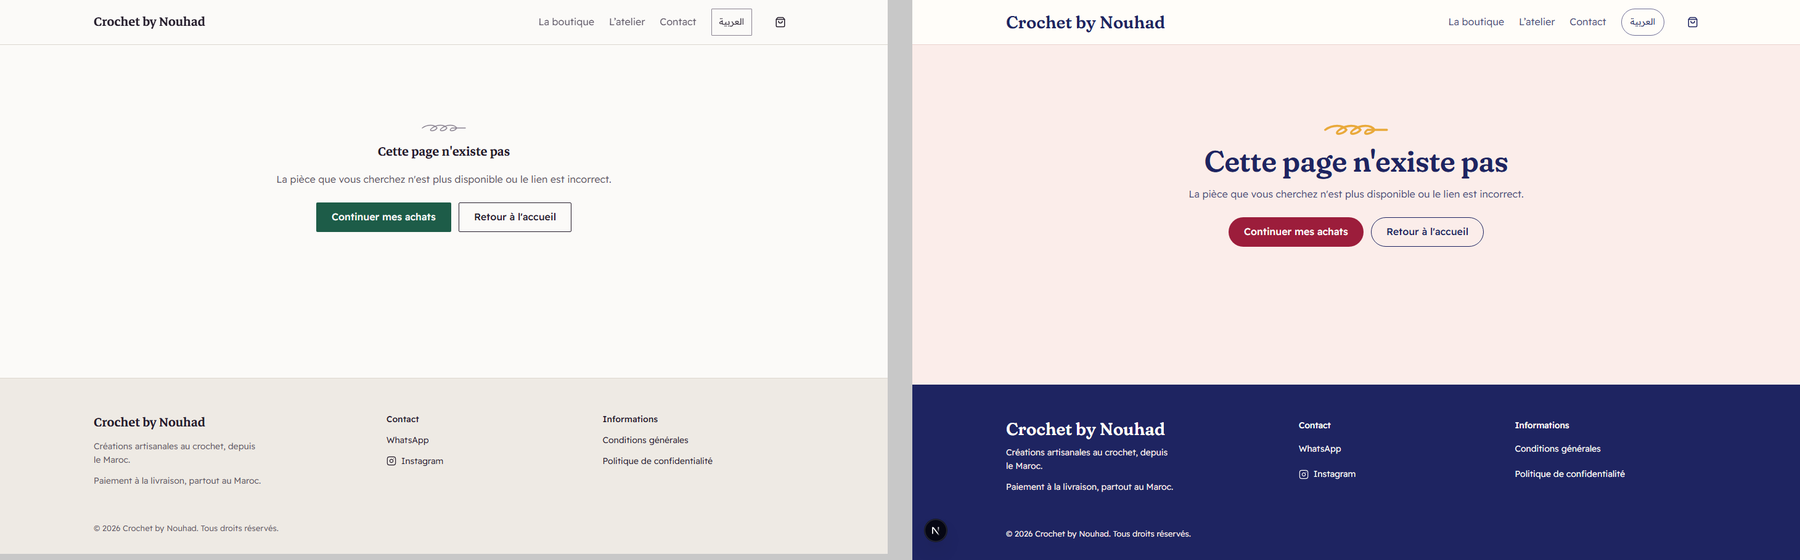 Crochet by Nouhad
La boutique L'atelier Contact العربية
Cette page n'existe pas
La pièce que vous cherchez n'est plus disponible ou le lien est incorrect.
Continuer mes achats Retour à l'accueil
Crochet by Nouhad
Créations artisanales au crochet, depuis
le Maroc.
Paiement à la livraison, partout au Maroc.
Contact
WhatsApp
Instagram
Informations
Conditions générales
Politique de confidentialité
© 2026 Crochet by Nouhad. Tous droits réservés.
Crochet by Nouhad
La boutique L'atelier Contact العربية
Cette page n'existe pas
La pièce que vous cherchez n'est plus disponible ou le lien est incorrect.
Continuer mes achats Retour à l'accueil
Crochet by Nouhad
Créations artisanales au crochet, depuis
le Maroc.
Paiement à la livraison, partout au Maroc.
Contact
WhatsApp
Instagram
Informations
Conditions générales
Politique de confidentialité
N
© 2026 Crochet by Nouhad. Tous droits réservés.